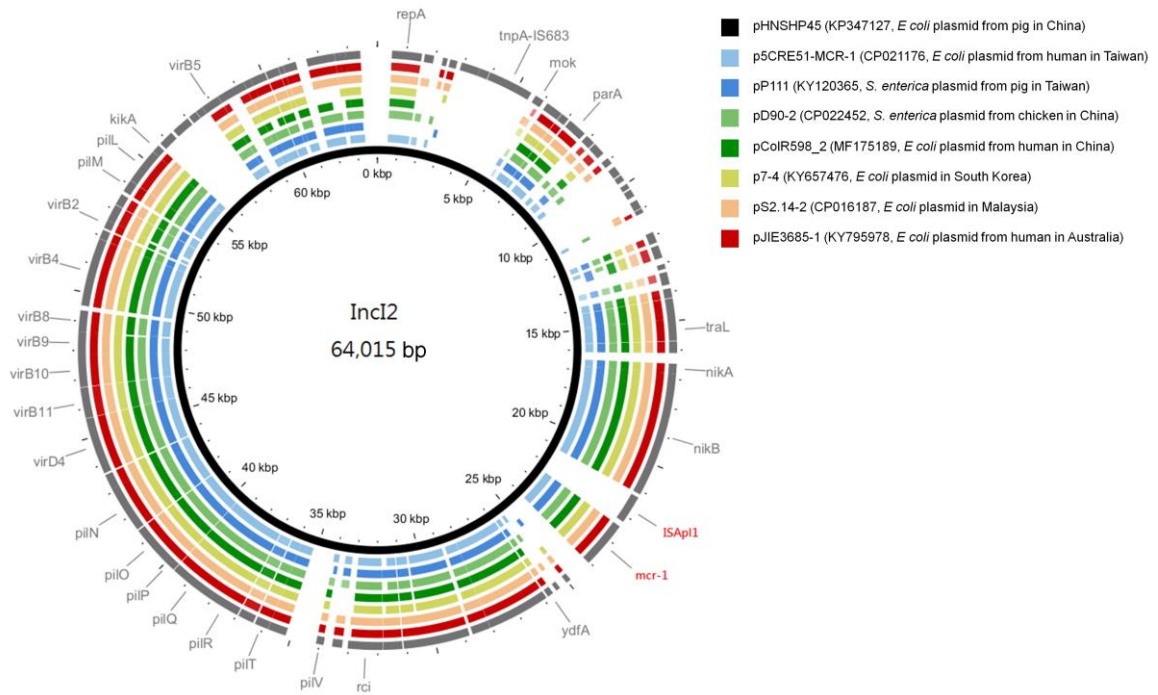 repA
tnpA-IS683
mok
parA
traL
nikA
nikB
ISApl1
mcr-1
ydfA
rci
pilV
pilT
pilR
pilQ
pilP
pilO
pilN
virD4
virB11
virB10
virB9
virB8
virB4
virB2
pilM
pilL
kikA
virB5
0 kbp
5 kbp
10 kbp
15 kbp
20 kbp
25 kbp
30 kbp
35 kbp
40 kbp
45 kbp
50 kbp
55 kbp
60 kbp
IncI2
64,015 bp
pHNSHP45 (KP347127, E coli plasmid from pig in China)
p5CRE51-MCR-1 (CP021176, E coli plasmid from human in Taiwan)
pP111 (KY120365, S. enterica plasmid from pig in Taiwan)
pD90-2 (CP022452, S. enterica plasmid from chicken in China)
pColR598_2 (MF175189, E coli plasmid from human in China)
p7-4 (KY657476, E coli plasmid in South Korea)
pS2.14-2 (CP016187, E coli plasmid in Malaysia)
pJIE3685-1 (KY795978, E coli plasmid from human in Australia)